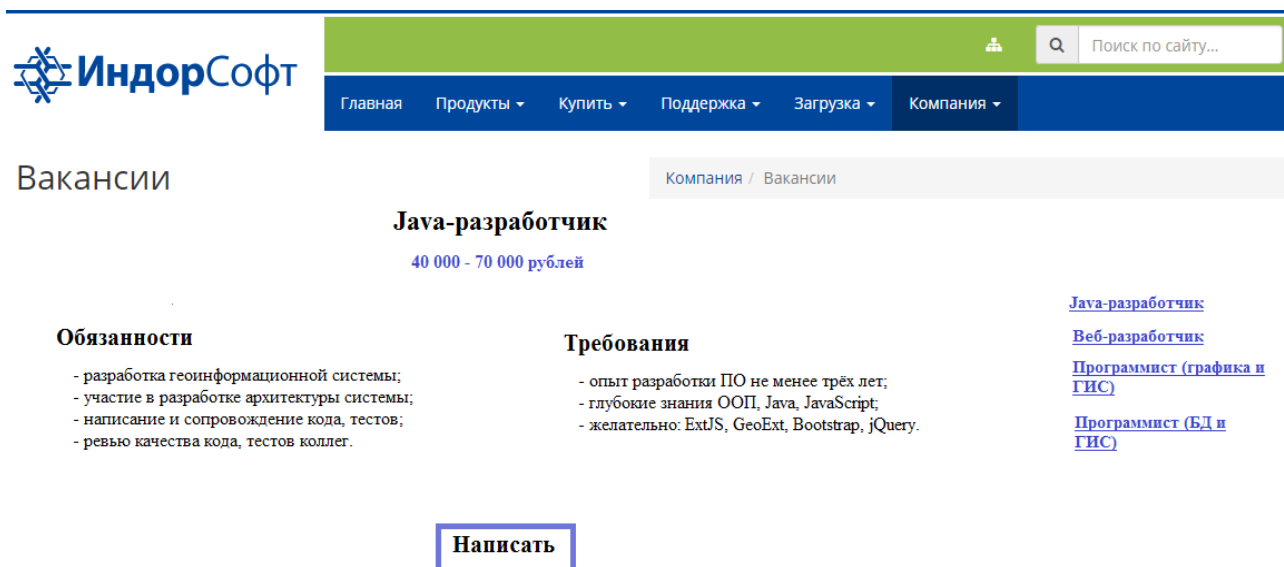 ИндорСофт
Поиск по сайту...
Главная Продукты Купить Поддержка Загрузка Компания
Вакансии
Компания / Вакансии
Java-разработчик
40 000 - 70 000 рублей
Обязанности
- разработка геоинформационной системы;
- участие в разработке архитектуры системы;
- написание и сопровождение кода, тестов;
- ревью качества кода, тестов коллег.
Требования
- опыт разработки ПО не менее трёх лет;
- глубокие знания ООП, Java, JavaScript;
- желательно: ExtJS, GeoExt, Bootstrap, jQuery.
Java-разработчик
Веб-разработчик
Программист (графика и
ГИС)
Программист (БД и
ГИС)
Написать